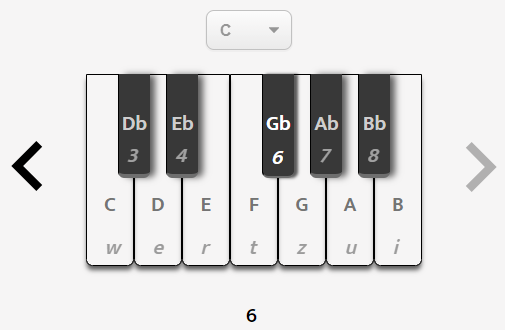 C
Db Eb Gb Ab Bb
3 4 6 7 8
C D E F G A B
w e r t z u i
6